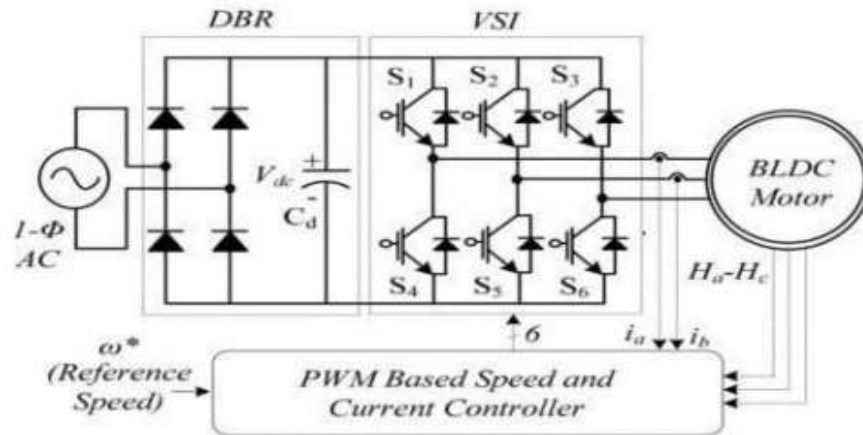 DBR
VSI
S1
S2
S3
Vdc
+
-
Cd
1-Φ
AC
BLDC
Motor
S4
S5
S6
Ha-Hc
6
ia
ib
ω*
(Reference
Speed)
PWM Based Speed and
Current Controller